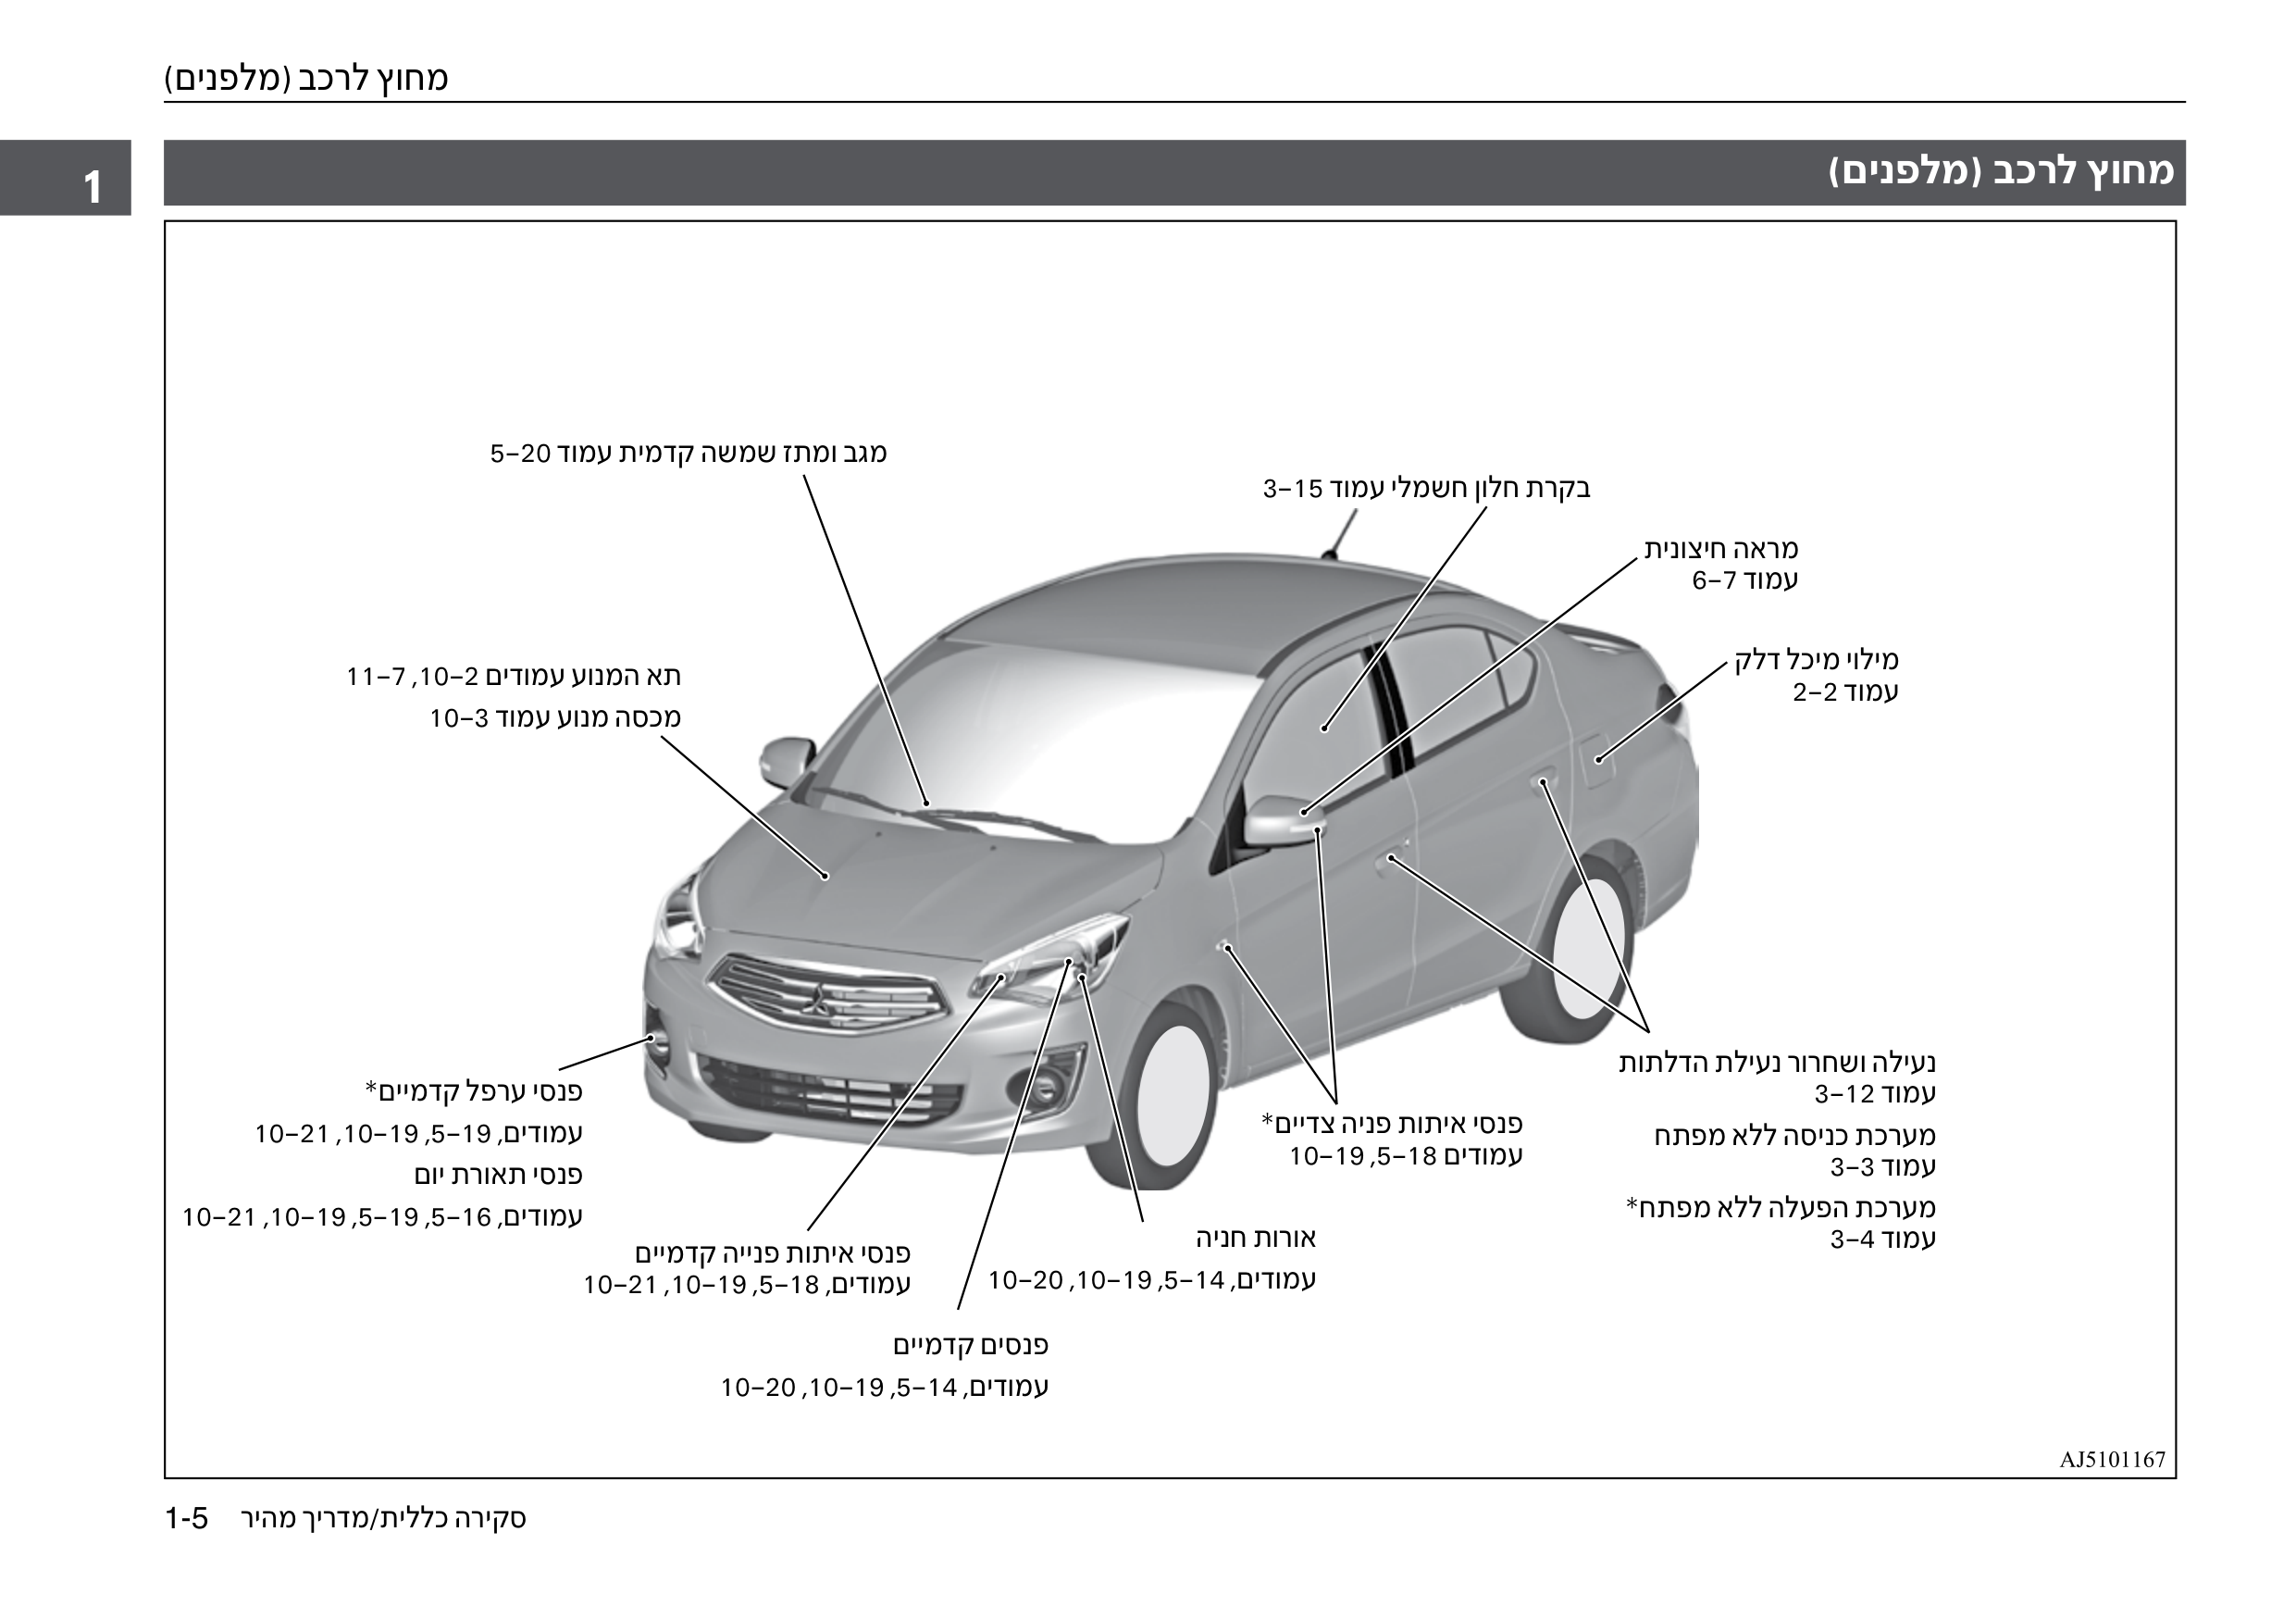 מחוץ לרכב (מלפנים)
1
מחוץ לרכב (מלפנים)
מגב ומתז שמשה קדמית עמוד 5–20
בקרת חלון חשמלי עמוד 3–15
מראה חיצונית
עמוד 6–7
מילוי מיכל דלק
עמוד 2–2
תא המנוע עמודים 10–2, 11–7
מכסה מנוע עמוד 10–3
נעילה ושחרור נעילת הדלתות
עמוד 3–12
מערכת כניסה ללא מפתח
עמוד 3–3
מערכת הפעלה ללא מפתח*
עמוד 3–4
פנסי איתות פניה צדיים*
עמודים 5–18, 10–19
אורות חניה
עמודים, 5–14, 10–19, 10–20
פנסים קדמיים
עמודים, 5–14, 10–19, 10–20
פנסי איתות פנייה קדמיים
עמודים, 5–18, 10–19, 10–21
פנסי ערפל קדמיים*
עמודים, 5–19, 10–19, 10–21
פנסי תאורת יום
עמודים, 5–16, 5–19, 10–19, 10–21
AJ5101167
סקירה כללית/מדריך מהיר 1-5